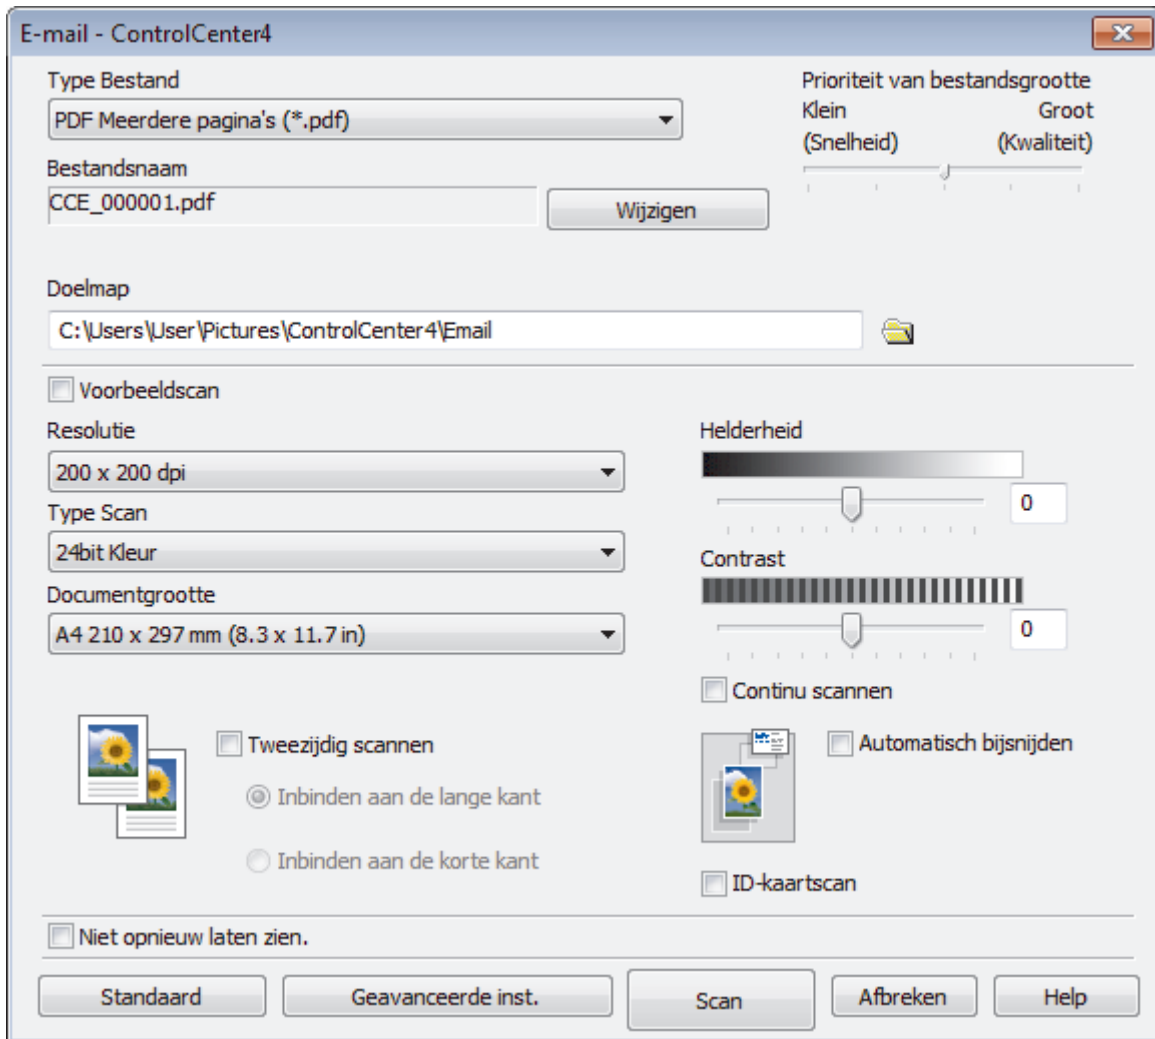 E-mail - ControlCenter4
Type Bestand
PDF Meerdere pagina's (*.pdf)
Prioriteit van bestandsgrootte
Klein Groot
(Snelheid) (Kwaliteit)
Bestandsnaam
CCE_000001.pdf
Wijzigen
Doelmap
C:\Users\User\Pictures\ControlCenter4\Email
Voorbeeldscan
Resolutie
200 x 200 dpi
Type Scan
24bit Kleur
Documentgrootte
A4 210 x 297 mm (8.3 x 11.7 in)
Helderheid
0
Contrast
0
Continu scannen
Tweezijdig scannen
Inbinden aan de lange kant
Inbinden aan de korte kant
Automatisch bijsnijden
ID-kaartscan
Niet opnieuw laten zien.
Standaard
Geavanceerde inst.
Scan
Afbreken
Help